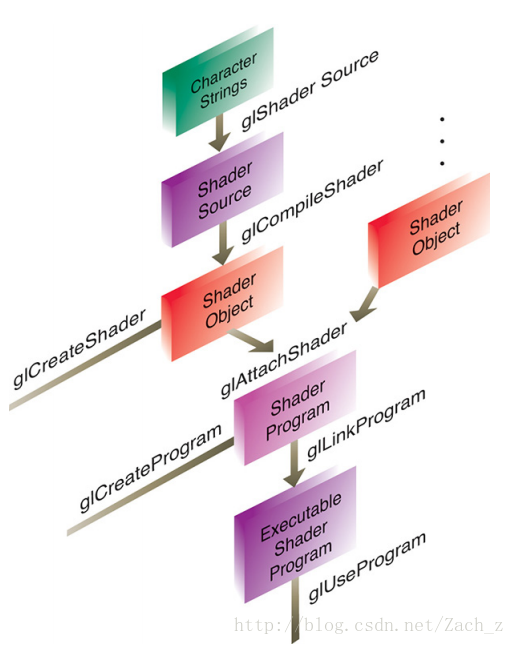 Character
Strings
glShader Source
Shader
Source
glCompileShader
Shader
Object
Shader
Object
glCreateShader
glAttachShader
Shader
Program
glLinkProgram
glCreateProgram
Executable
Shader
Program
glUseProgram
http://blog.csdn.net/Zach_z